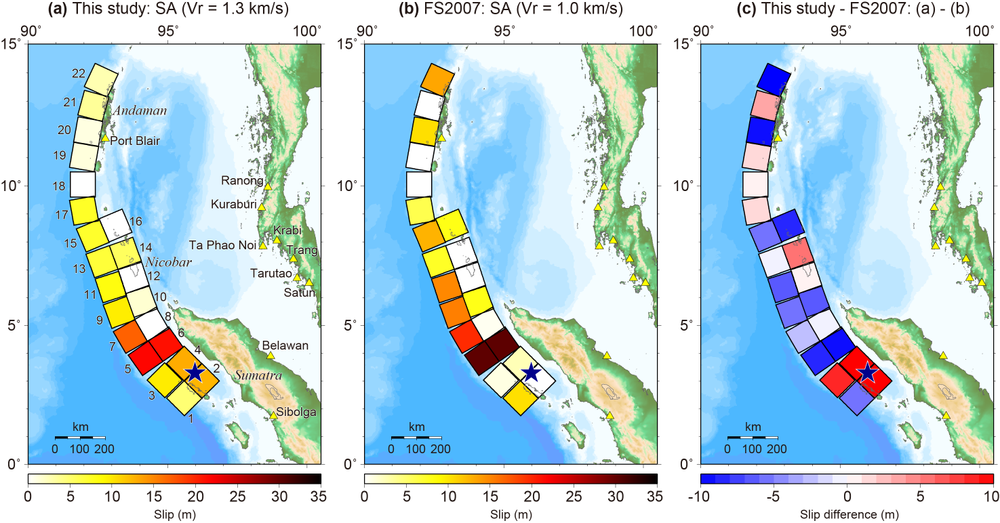 (a) This study: SA (Vr = 1.3 km/s)
90° 95° 100°
15°
10°
5°
0°
22
21
Andaman
20
Port Blair
19
18
Ranong
Kuraburi
17
16
Krabi
15
Ta Phao Noi
14
Trang
Nicobar
13
12
Tarutao
11
Satun
10
9
8
6
7
Belawan
4
5
2
Sumatra
3
Sibolga
1
km
0 100 200
0 5 10 15 20 25 30 35
Slip (m)
(b) FS2007: SA (Vr = 1.0 km/s)
90° 95° 100°
15°
10°
5°
0°
km
0 100 200
0 5 10 15 20 25 30 35
Slip (m)
(c) This study - FS2007: (a) - (b)
90° 95° 100°
15°
10°
5°
0°
km
0 100 200
-10 -5 0 5 10
Slip difference (m)